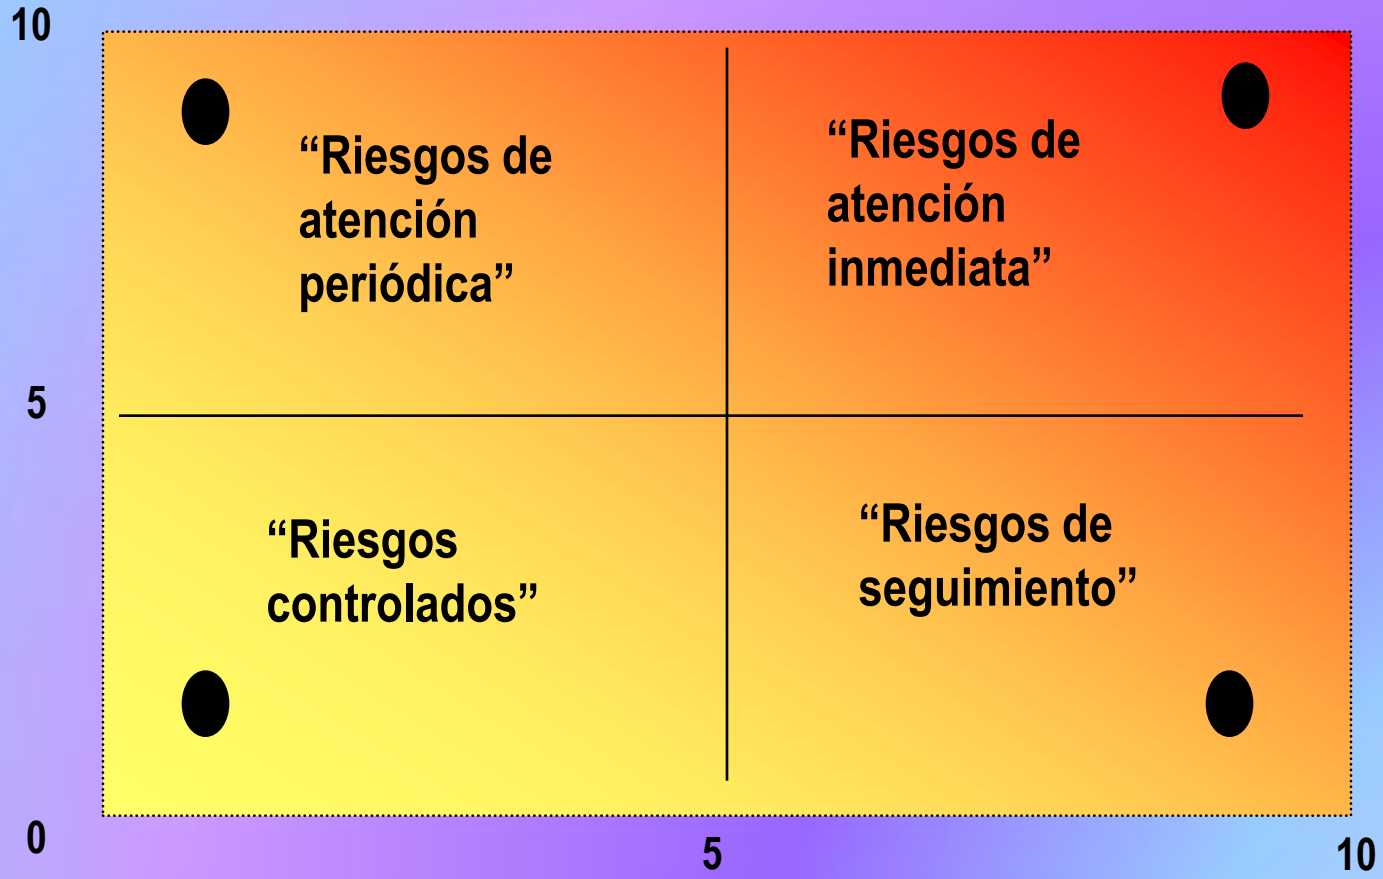 10
“Riesgos de
atención
periódica”
“Riesgos de
atención
inmediata”
5
“Riesgos
controlados”
“Riesgos de
seguimiento”
0
5
10